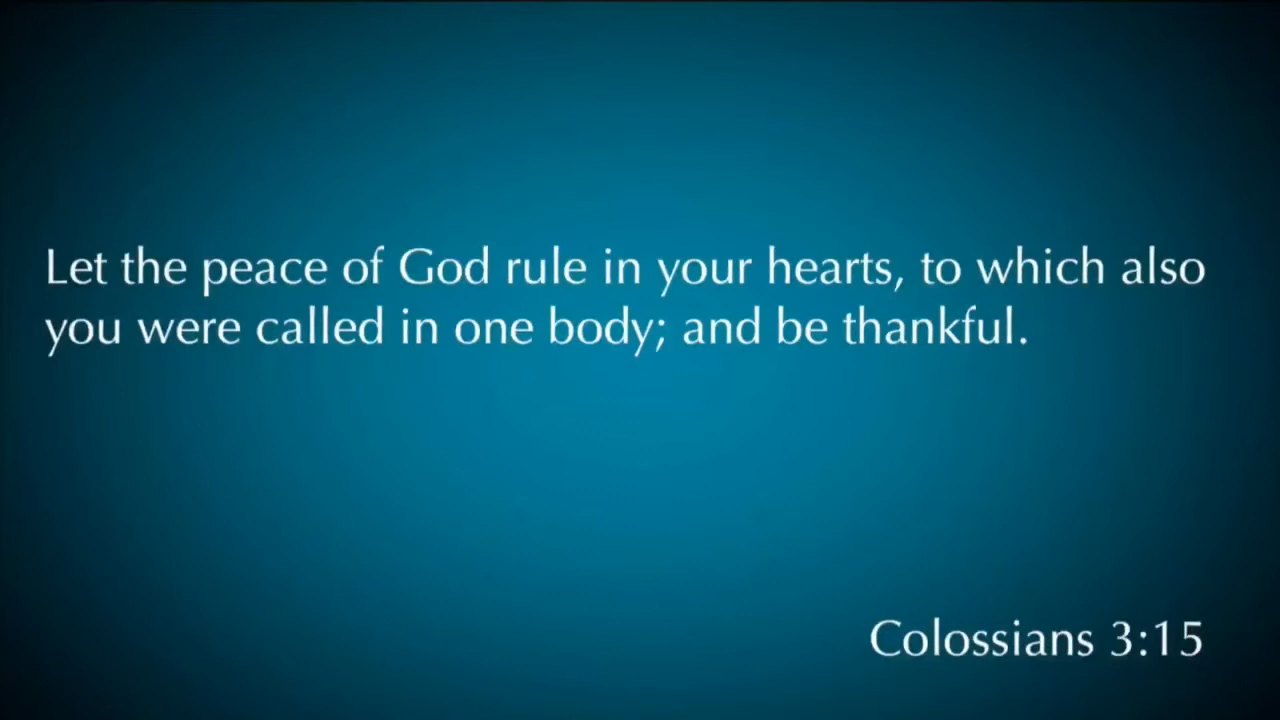 Let the peace of God rule in your hearts, to which also
you were called in one body; and be thankful.
Colossians 3:15